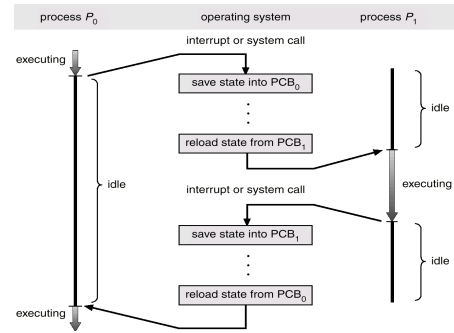 process P0 operating system process P1
interrupt or system call
executing
save state into PCB0
idle
reload state from PCB1
idle
interrupt or system call
executing
save state into PCB1
idle
reload state from PCB0
executing